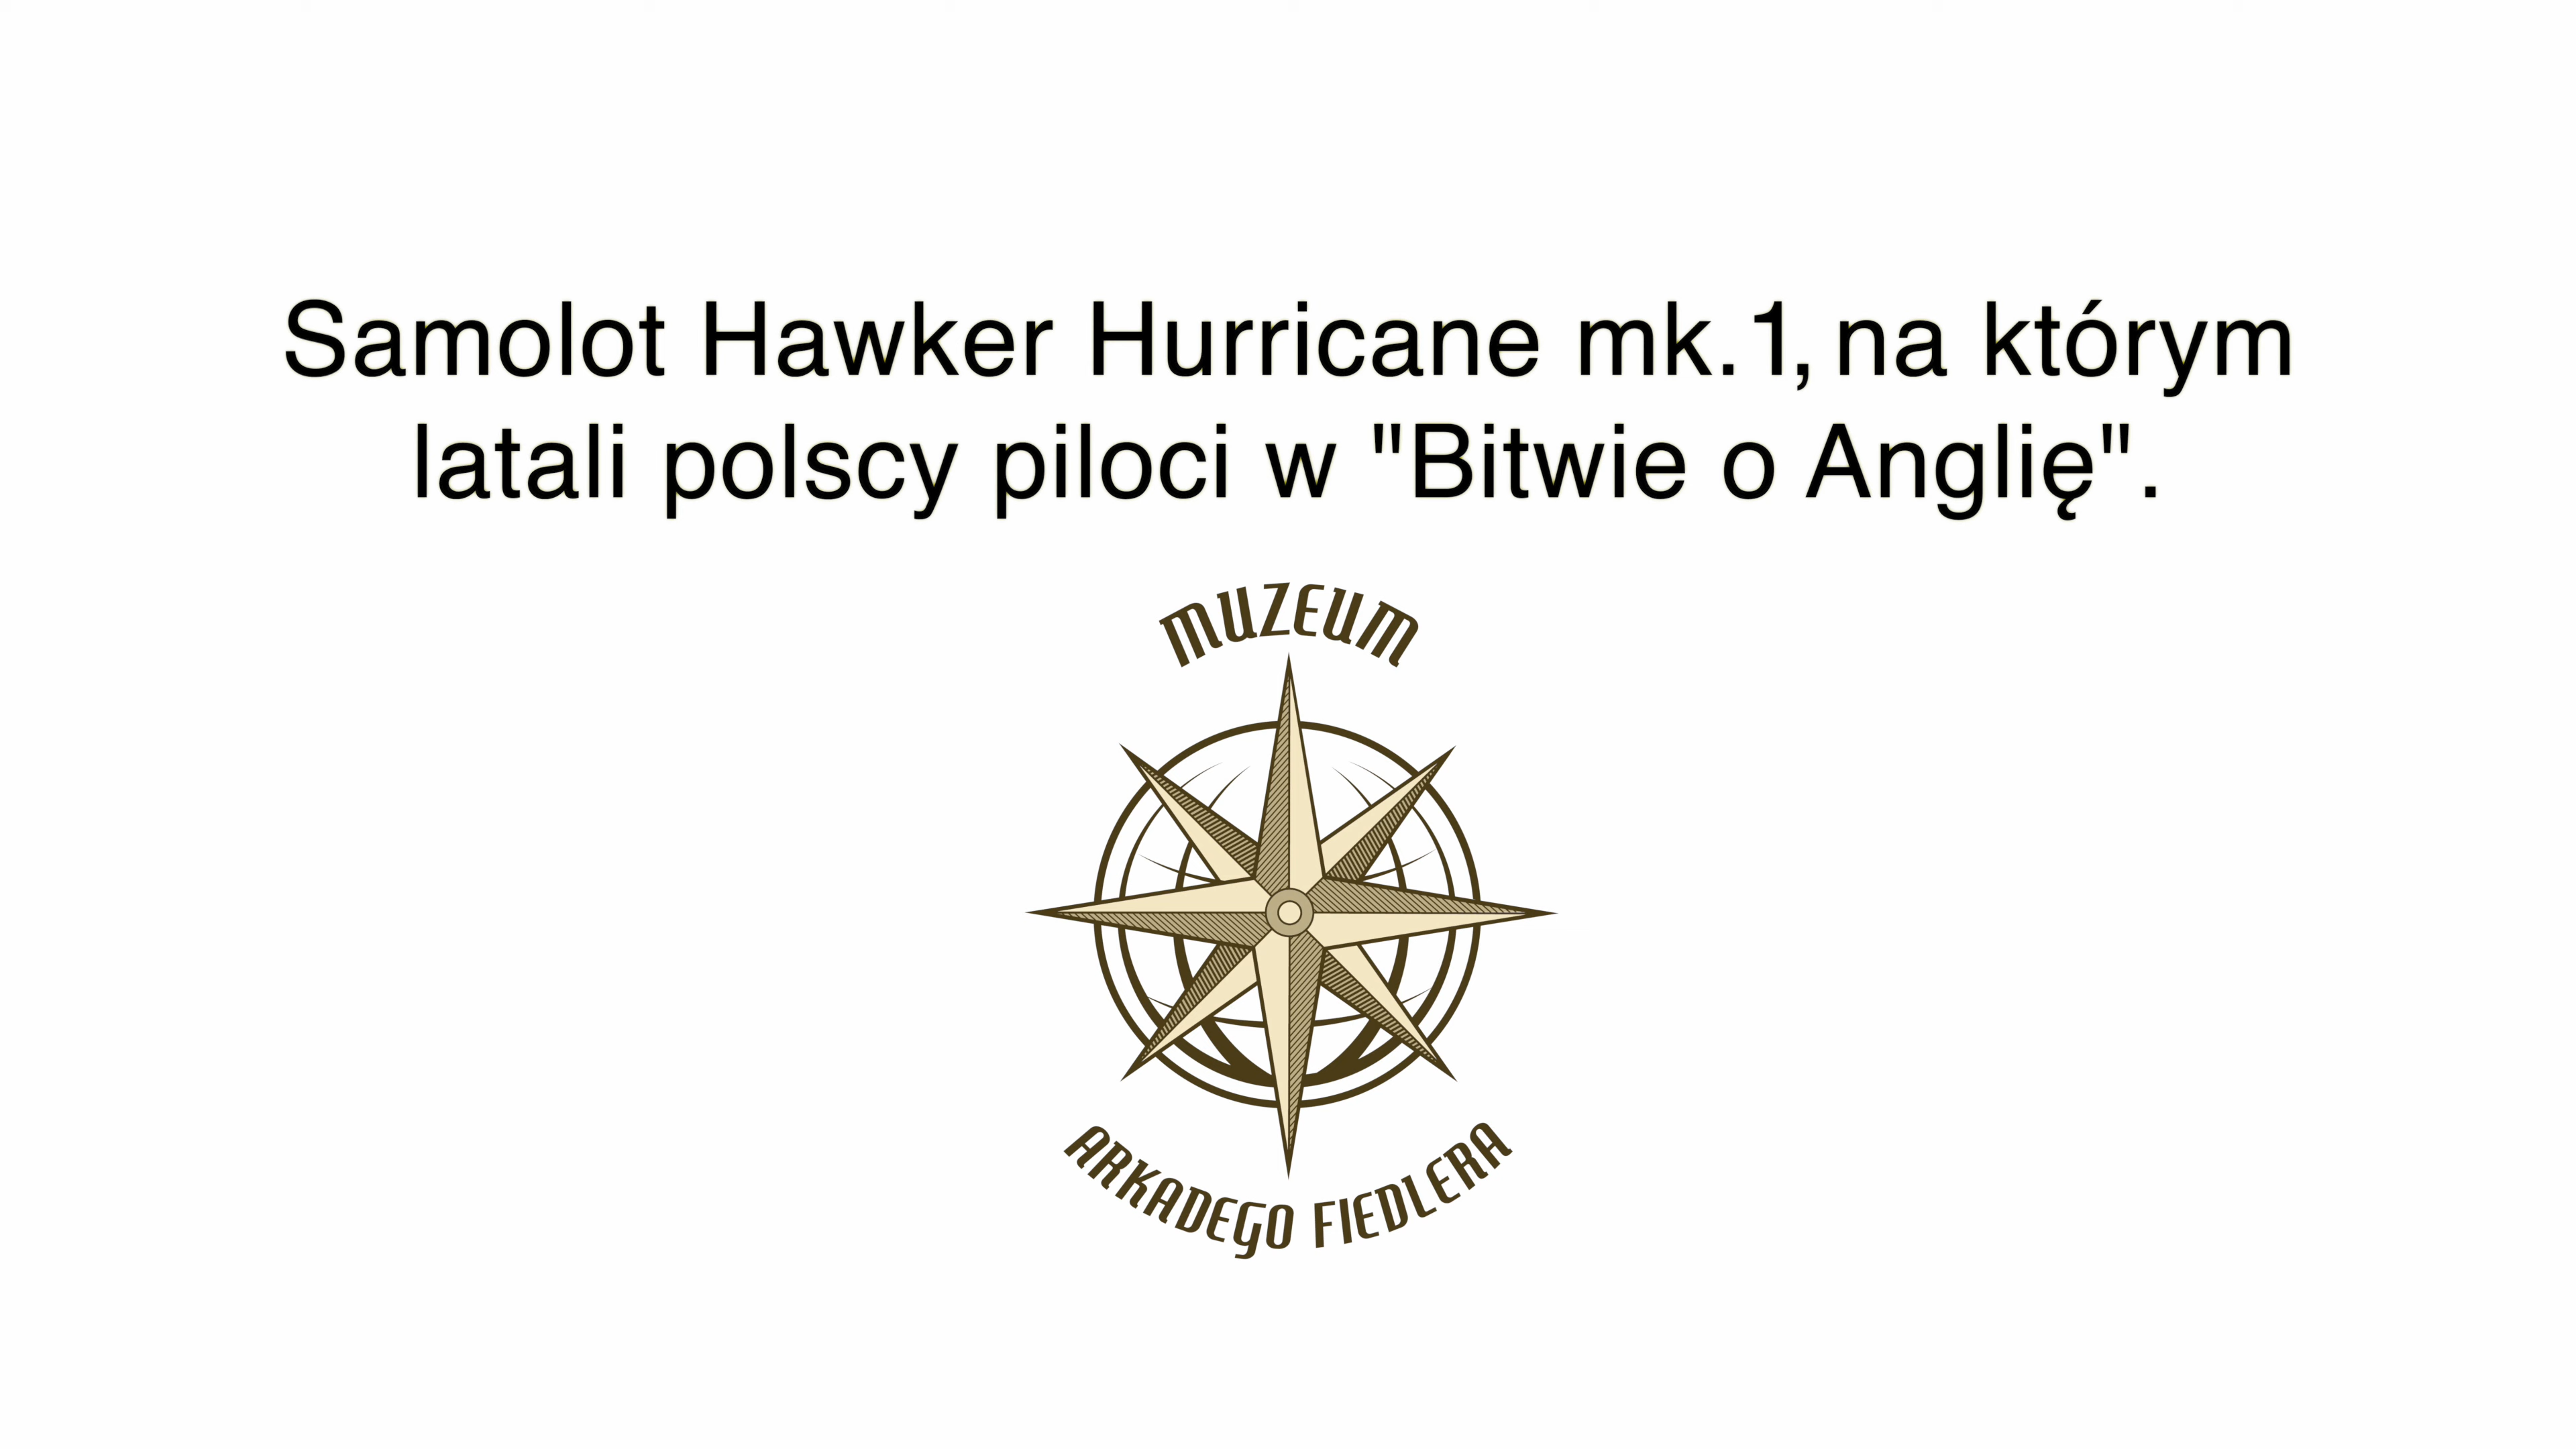 Samolot Hawker Hurricane mk.1, na którym
latali polscy piloci w "Bitwie o Anglię".
MUZEUM
ARKADEGO FIEDLERA